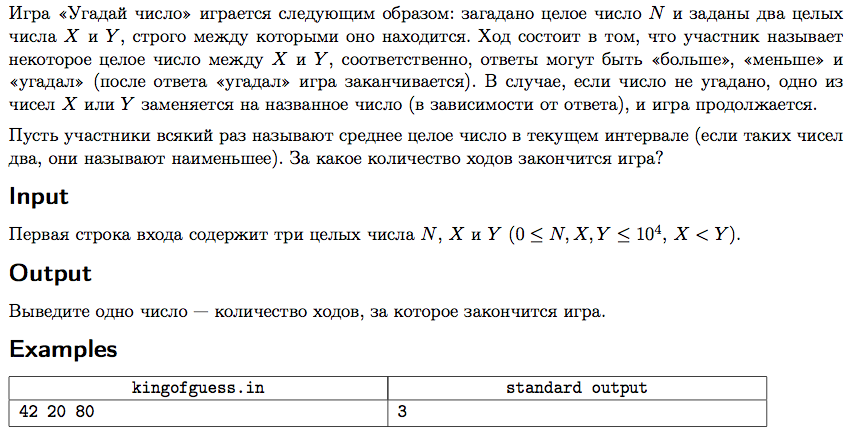 Игра «Угадай число» играется следующим образом: загадано целое число N и заданы два целых
числа X и Y, строго между которыми оно находится. Ход состоит в том, что участник называет
некоторое целое число между X и Y, соответственно, ответы могут быть «больше», «меньше» и
«угадал» (после ответа «угадал» игра заканчивается). В случае, если число не угадано, одно из
чисел X или Y заменяется на названное число (в зависимости от ответа), и игра продолжается.
Пусть участники всякий раз называют среднее целое число в текущем интервале (если таких чисел
два, они называют наименьшее). За какое количество ходов закончится игра?
Input
Первая строка входа содержит три целых числа N, X и Y (0 ≤ N, X, Y ≤ 10⁴, X < Y).
Output
Выведите одно число — количество ходов, за которое закончится игра.
Examples
kingofguess.in standard output
42 20 80 3